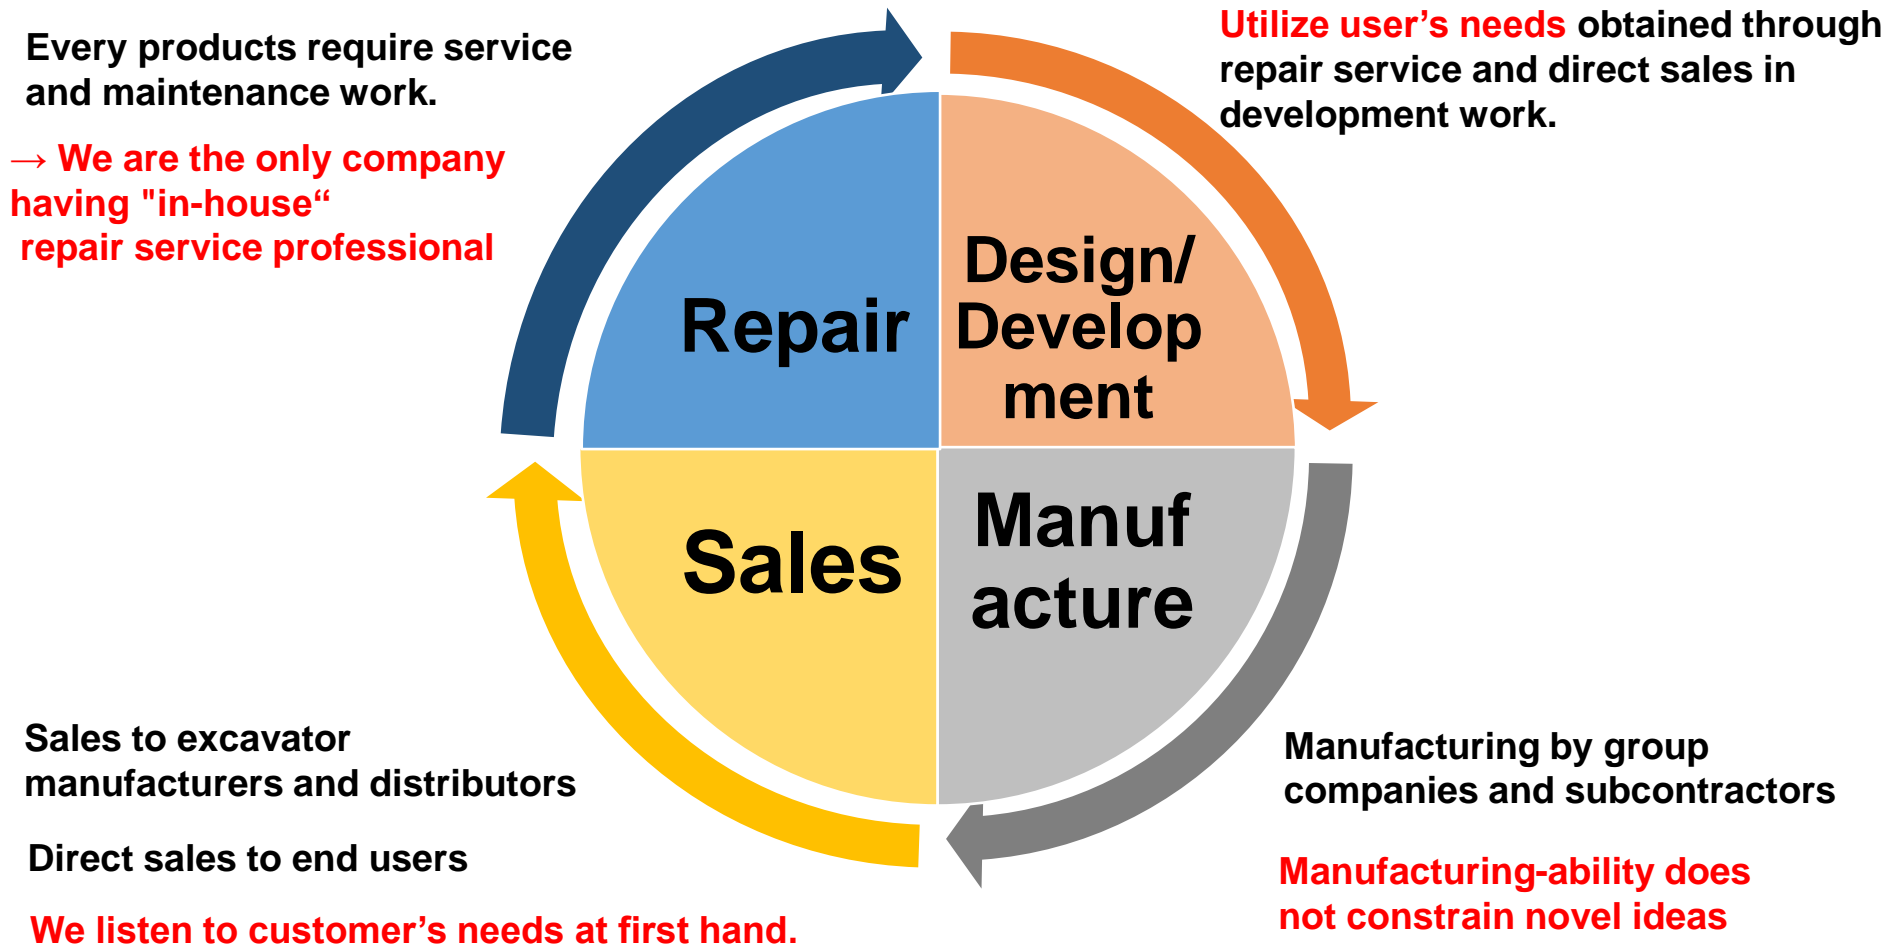 Every products require service
and maintenance work.
→ We are the only company
having "in-house“
repair service professional
Utilize user’s needs obtained through
repair service and direct sales in
development work.
Repair
Design/
Develop
ment
Sales
Manuf
acture
Sales to excavator
manufacturers and distributors
Direct sales to end users
We listen to customer’s needs at first hand.
Manufacturing by group
companies and subcontractors
Manufacturing-ability does
not constrain novel ideas